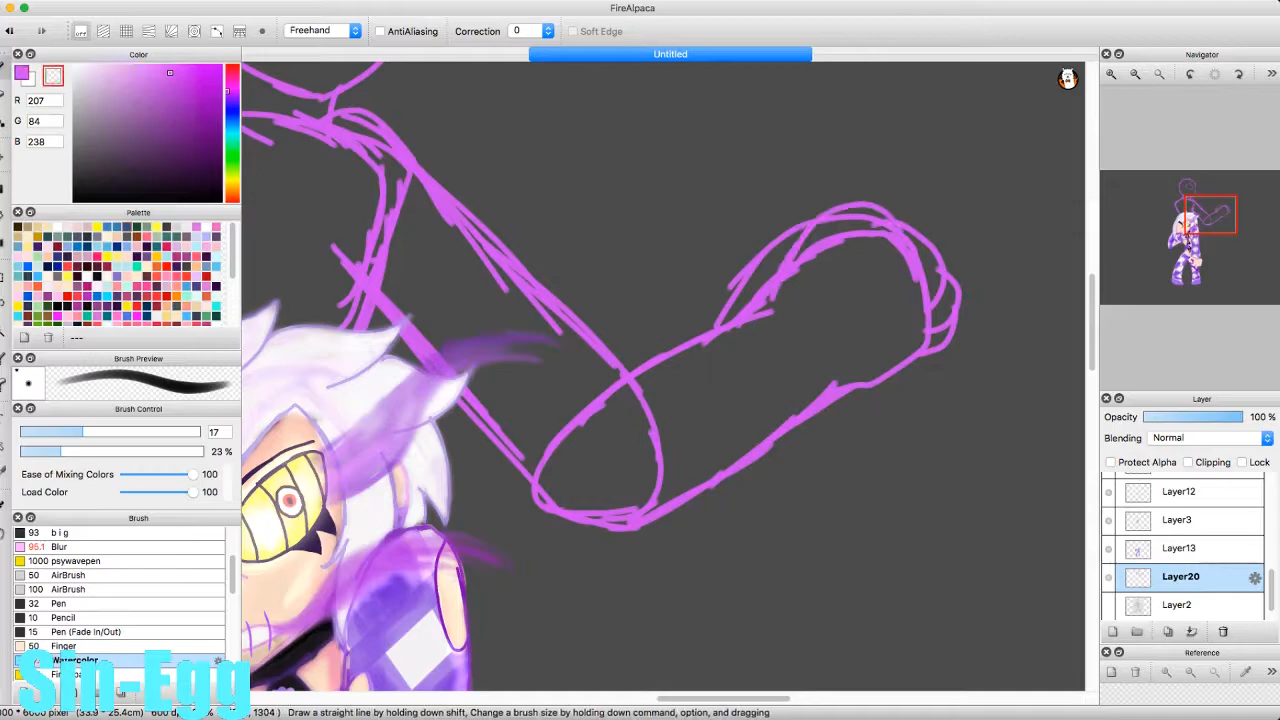 FireAlpaca
OFF
Freehand
AntiAliasing
Correction
0
Soft Edge
Color
Untitled
Navigator
R
207
G
84
B
238
Palette
---
Brush Preview
Brush Control
17
23 %
Ease of Mixing Colors
100
Load Color
100
Brush
93 b i g
95.1 Blur
1000 psywavepen
50 AirBrush
100 AirBrush
32 Pen
10 Pencil
15 Pen (Fade In/Out)
50 Finger
Watercolor
Sin-Egg
Layer
Opacity
100 %
Blending
Normal
Protect Alpha
Clipping
Lock
Layer12
Layer3
Layer13
Layer20
Layer2
Reference
1304 ) Draw a straight line by holding down shift, Change a brush size by holding down command, option, and dragging